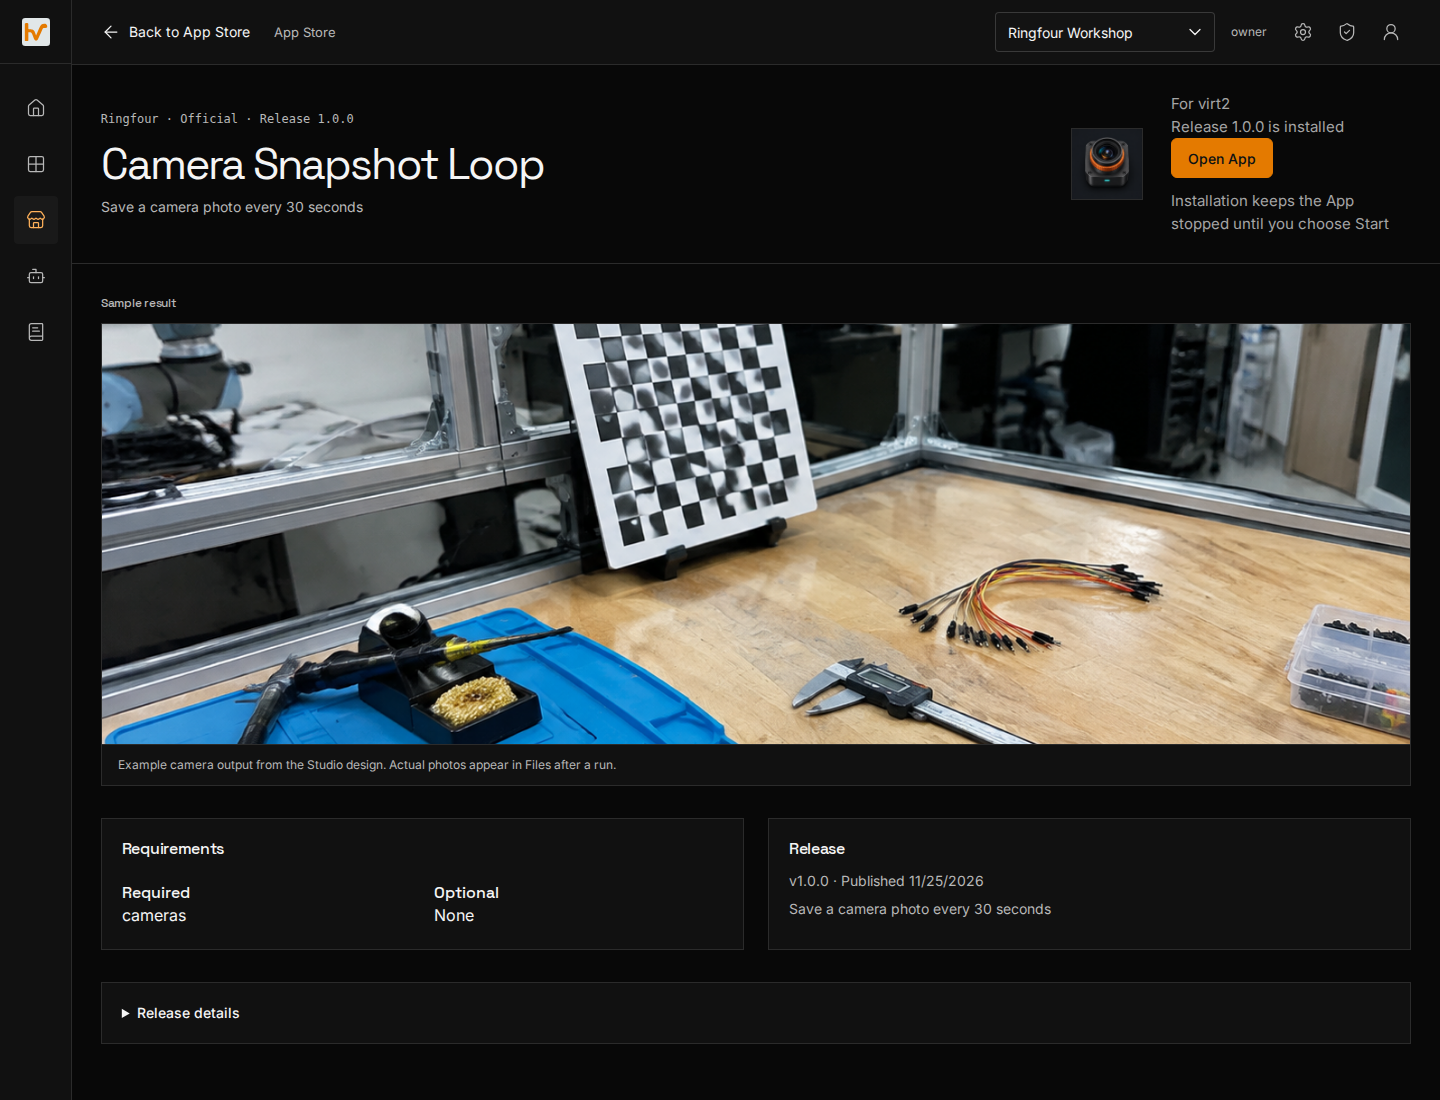 Back to App Store
App Store
Ringfour Workshop
owner
Ringfour · Official · Release 1.0.0
Camera Snapshot Loop
Save a camera photo every 30 seconds
For virt2
Release 1.0.0 is installed
Open App
Installation keeps the App
stopped until you choose Start
Sample result
Example camera output from the Studio design. Actual photos appear in Files after a run.
Requirements
Required
cameras
Optional
None
Release
v1.0.0 · Published 11/25/2026
Save a camera photo every 30 seconds
Release details